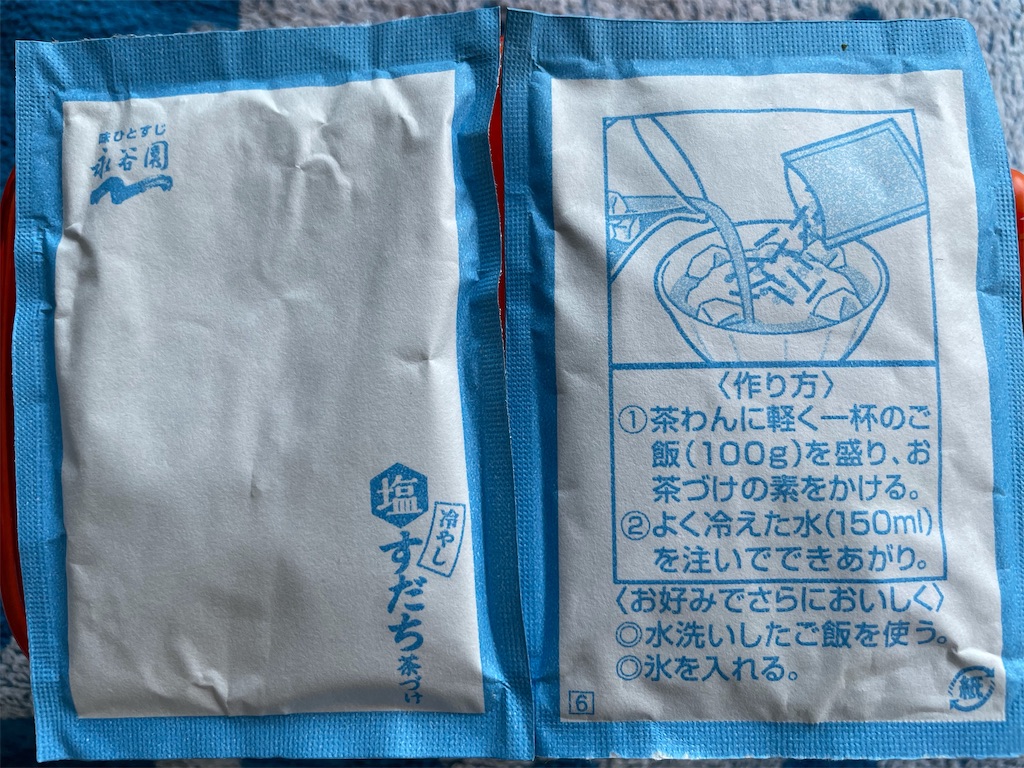 味ひとすじ
永谷園
塩
冷やし
すだち茶づけ
〈作り方〉
①茶わんに軽く一杯のご
飯(100g)を盛り、お
茶づけの素をかける。
②よく冷えた水(150ml)
を注いでできあがり。
〈お好みでさらにおいしく〉
◎水洗いしたご飯を使う。
◎氷を入れる。
6
紙